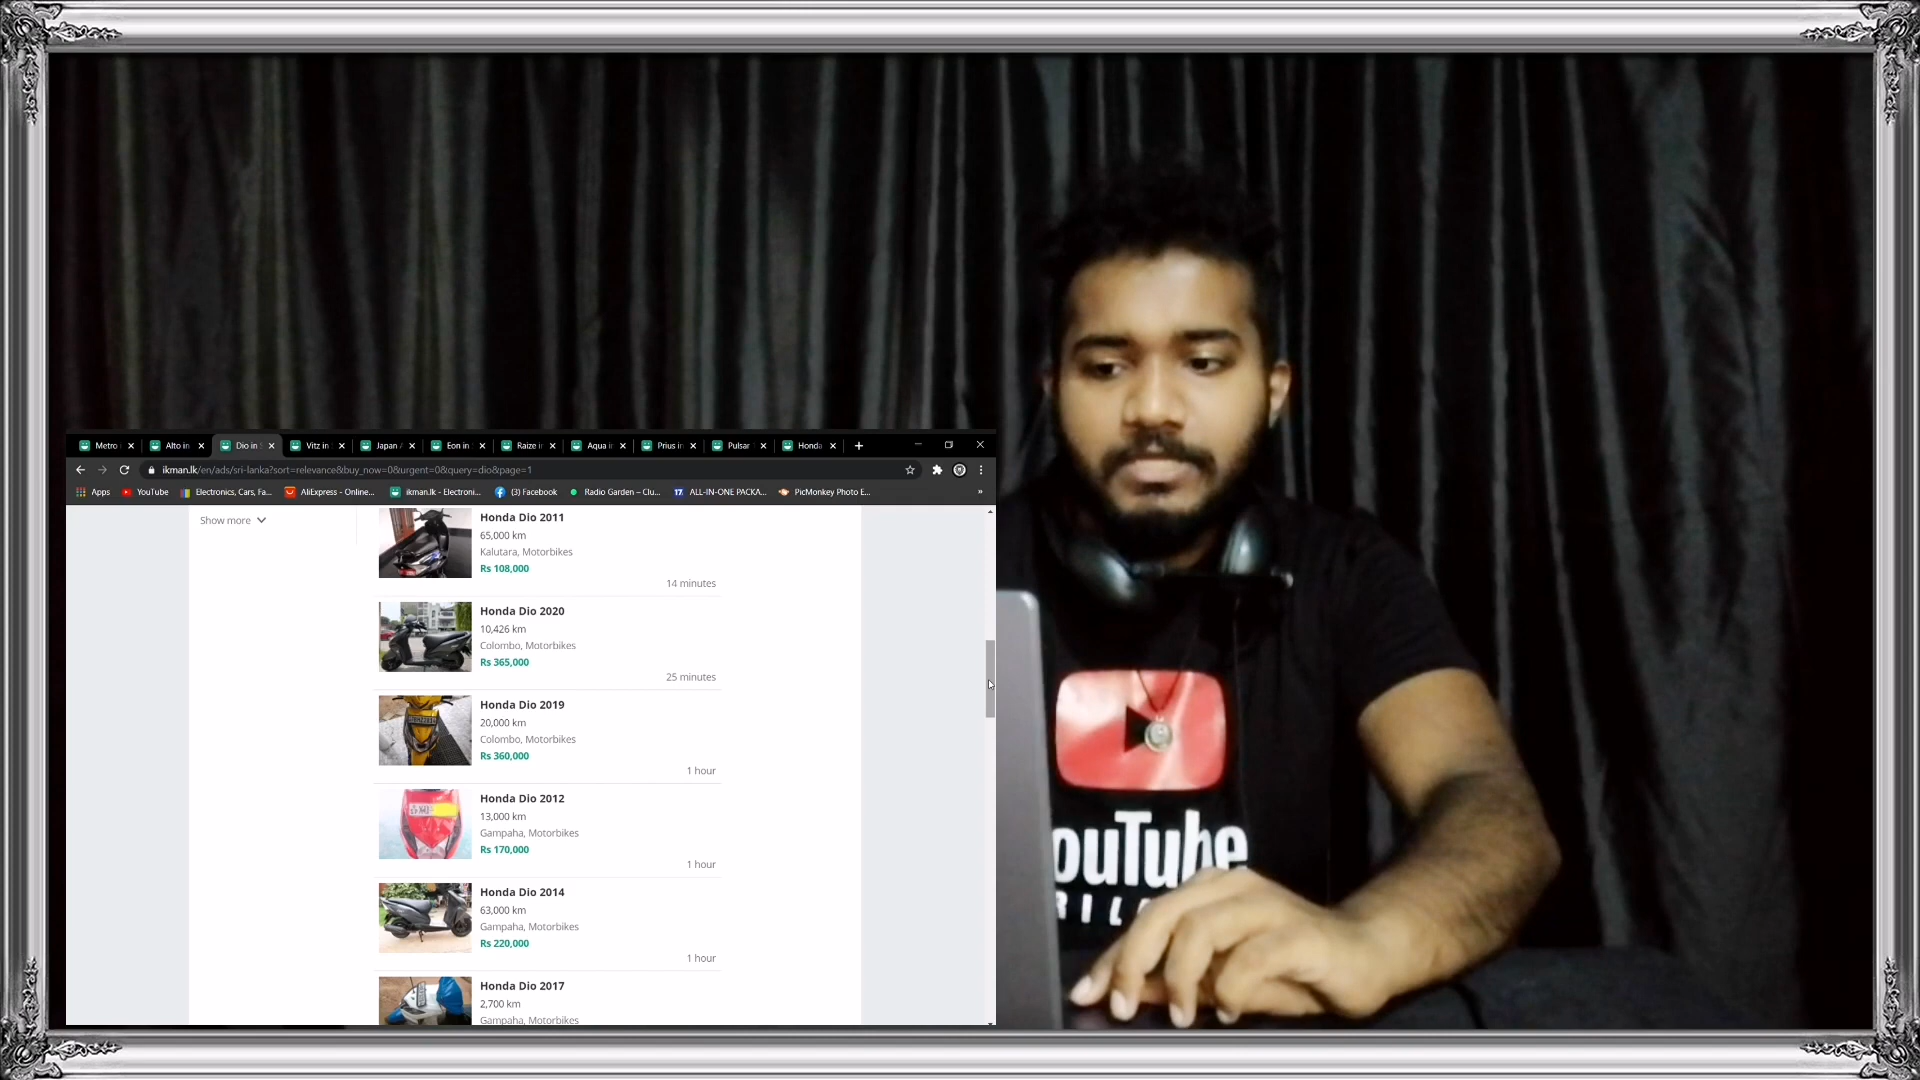 Metro
Alto in
Dio in S
Vitz in
Japan A
Eon in
Raize in
Aqua in
Prius in
Pulsar
Honda
ikman.lk/en/ads/sri-lanka?sort=relevance&buy_now=0&urgent=0&query=dio&page=1
Apps
YouTube
Electronics, Cars, Fa...
AliExpress - Online...
ikman.lk - Electroni...
(3) Facebook
Radio Garden – Clu...
17
ALL-IN-ONE PACKA...
PicMonkey Photo E...
»
Show more
Honda Dio 2011
65,000 km
Kalutara, Motorbikes
Rs 108,000
14 minutes
Honda Dio 2020
10,426 km
Colombo, Motorbikes
Rs 365,000
25 minutes
Honda Dio 2019
20,000 km
Colombo, Motorbikes
Rs 360,000
1 hour
Honda Dio 2012
13,000 km
Gampaha, Motorbikes
Rs 170,000
1 hour
Honda Dio 2014
63,000 km
Gampaha, Motorbikes
Rs 220,000
1 hour
Honda Dio 2017
2,700 km
Gampaha, Motorbikes
ouTube
RIL